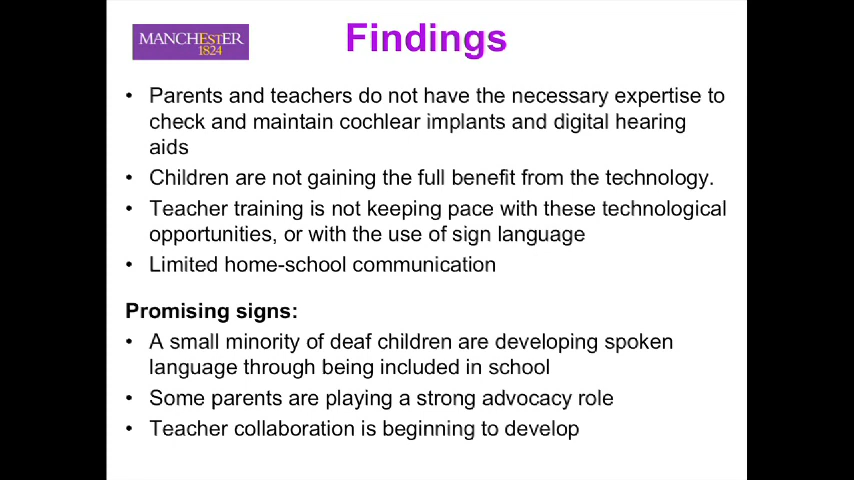 MANCHEsTER
1824
Findings
• Parents and teachers do not have the necessary expertise to
check and maintain cochlear implants and digital hearing
aids
• Children are not gaining the full benefit from the technology.
• Teacher training is not keeping pace with these technological
opportunities, or with the use of sign language
• Limited home-school communication
Promising signs:
• A small minority of deaf children are developing spoken
language through being included in school
• Some parents are playing a strong advocacy role
• Teacher collaboration is beginning to develop